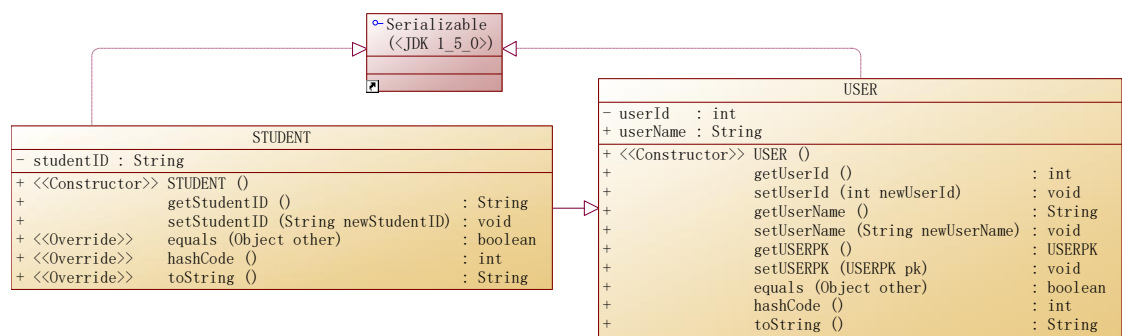 Serializable
(<JDK 1_5_0>)
USER
- userId : int
+ userName : String
+ <<Constructor>> USER ()
+ getUserId () : int
+ setUserId (int newUserId) : void
+ getUserName () : String
+ setUserName (String newUserName) : void
+ getUSERPK () : USERPK
+ setUSERPK (USERPK pk) : void
+ equals (Object other) : boolean
+ hashCode () : int
+ toString () : String
STUDENT
- studentID : String
+ <<Constructor>> STUDENT ()
+ getStudentID () : String
+ setStudentID (String newStudentID) : void
+ <<Override>> equals (Object other) : boolean
+ <<Override>> hashCode () : int
+ <<Override>> toString () : String